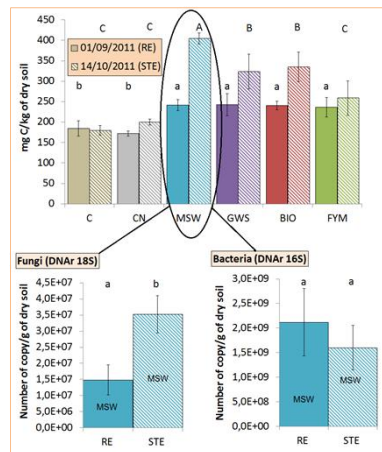 450
400
350
300
250
200
150
100
50
0
mg C/kg of dry soil
C C A B B C
01/09/2011 (RE)
14/10/2011 (STE)
b b a a a a
C CN MSW GWS BIO FYM
Fungi (DNAr 18S)
Bacteria (DNAr 16S)
Number of copy/g of dry soil
4,5E+07
4,0E+07
3,5E+07
3,0E+07
2,5E+07
2,0E+07
1,5E+07
1,0E+07
5,0E+06
0,0E+00
a b
MSW MSW
RE STE
Number of copy/g of dry soil
3,0E+09
2,5E+09
2,0E+09
1,5E+09
1,0E+09
5,0E+08
0,0E+00
a a
MSW MSW
RE STE